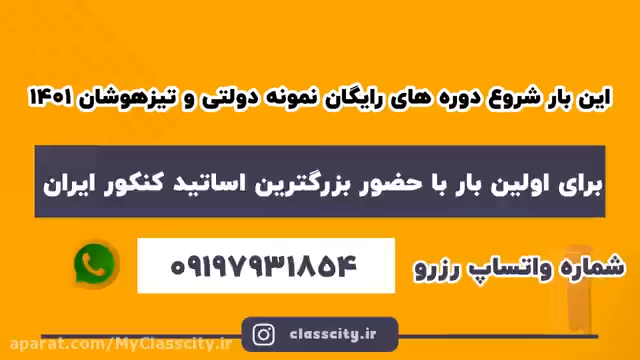 این بار شروع دوره های رایگان نمونه دولتی و تیزهوشان ۱۴۰۱
برای اولین بار با حضور بزرگترین اساتید کنکور ایران
شماره واتساپ رزرو ۰۹۱۹۷۹۳۱۸۵۴
classcity.ir
aparat.com/MyClasscity.ir